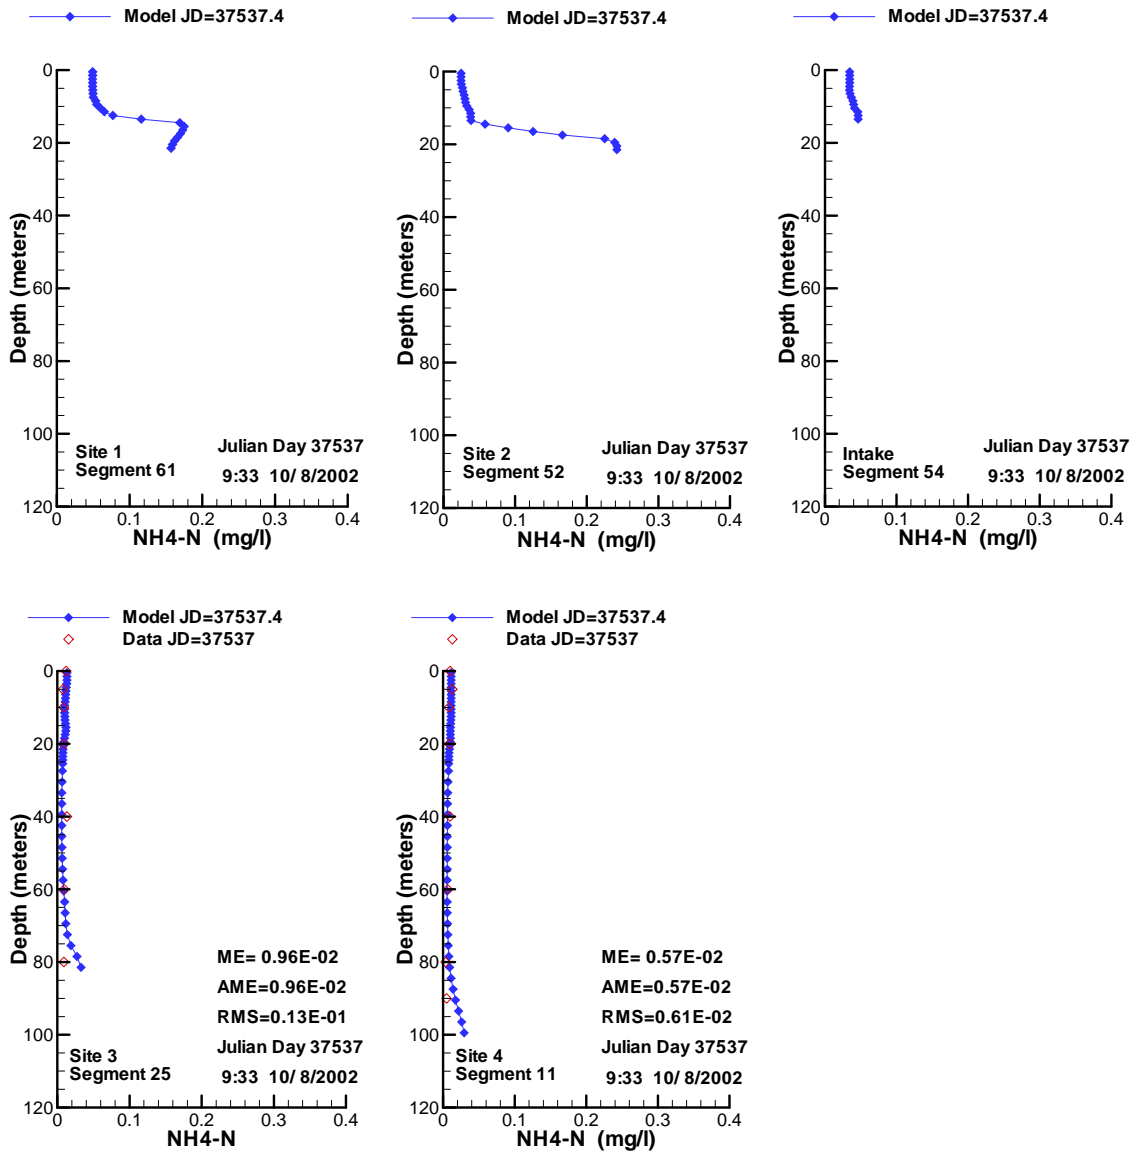 Model JD=37537.4
0
20
40
60
80
100
120
Depth (meters)
Site 1
Segment 61
Julian Day 37537
9:33 10/ 8/2002
0 0.1 0.2 0.3 0.4
NH4-N (mg/l)
Model JD=37537.4
0
20
40
60
80
100
120
Depth (meters)
Site 2
Segment 52
Julian Day 37537
9:33 10/ 8/2002
0 0.1 0.2 0.3 0.4
NH4-N (mg/l)
Model JD=37537.4
0
20
40
60
80
100
120
Depth (meters)
Intake
Segment 54
Julian Day 37537
9:33 10/ 8/2002
0 0.1 0.2 0.3 0.4
NH4-N (mg/l)
Model JD=37537.4
Data JD=37537
0
20
40
60
80
100
120
Depth (meters)
ME= 0.96E-02
AME=0.96E-02
RMS=0.13E-01
Site 3
Segment 25
Julian Day 37537
9:33 10/ 8/2002
0 0.1 0.2 0.3 0.4
NH4-N
Model JD=37537.4
Data JD=37537
0
20
40
60
80
100
120
Depth (meters)
ME= 0.57E-02
AME=0.57E-02
RMS=0.61E-02
Site 4
Segment 11
Julian Day 37537
9:33 10/ 8/2002
0 0.1 0.2 0.3 0.4
NH4-N (mg/l)